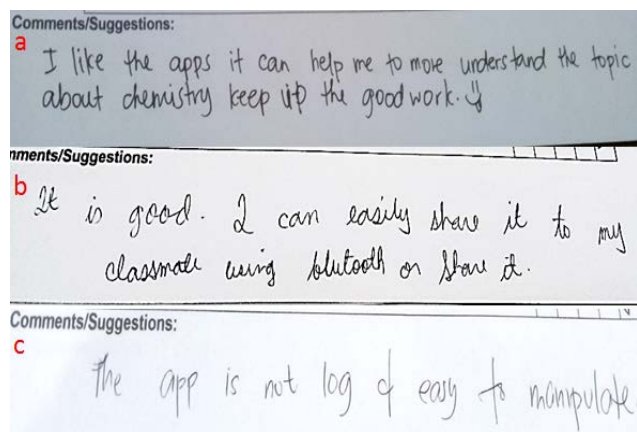 Comments/Suggestions:
a
I like the apps it can help me to more understand the topic
about chemistry keep up the good work.
nments/Suggestions:
b
It is good. I can easily share it to my
classmate using blutooth or Share it.
Comments/Suggestions:
c
The app is not log & easy to manipulate